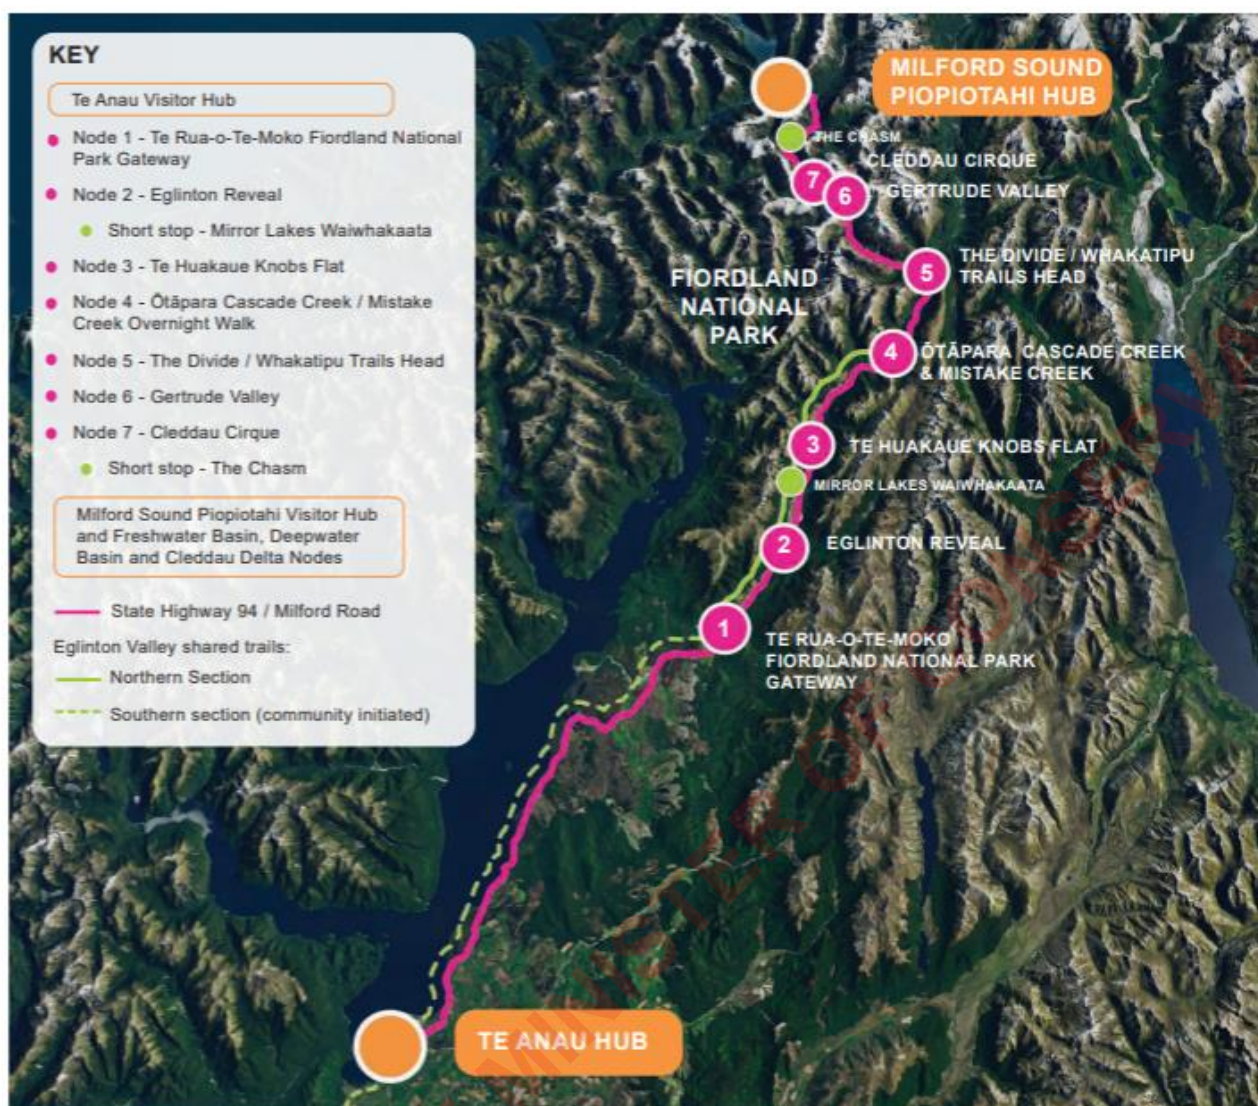 KEY
Te Anau Visitor Hub
Node 1 - Te Rua-o-Te-Moko Fiordland National
Park Gateway
Node 2 - Eglinton Reveal
Short stop - Mirror Lakes Waiwhakaata
Node 3 - Te Huakaue Knobs Flat
Node 4 - Ōtāpara Cascade Creek / Mistake
Creek Overnight Walk
Node 5 - The Divide / Whakatipu Trails Head
Node 6 - Gertrude Valley
Node 7 - Cleddau Cirque
Short stop - The Chasm
Milford Sound Piopiotahi Visitor Hub
and Freshwater Basin, Deepwater
Basin and Cleddau Delta Nodes
State Highway 94 / Milford Road
Eglinton Valley shared trails:
Northern Section
Southern section (community initiated)
MILFORD SOUND
PIOPIOTAHI HUB
THE CHASM
CLEDDAU CIRQUE
7
6
GERTRUDE VALLEY
FIORDLAND
NATIONAL
PARK
5
THE DIVIDE / WHAKATIPU
TRAILS HEAD
4
ŌTĀPARA CASCADE CREEK
& MISTAKE CREEK
3
TE HUAKAUE KNOBS FLAT
MIRROR LAKES WAIWHAKAATA
2
EGLINTON REVEAL
1
TE RUA-O-TE-MOKO
FIORDLAND NATIONAL PARK
GATEWAY
TE ANAU HUB
MINISTER OF CONSERVA